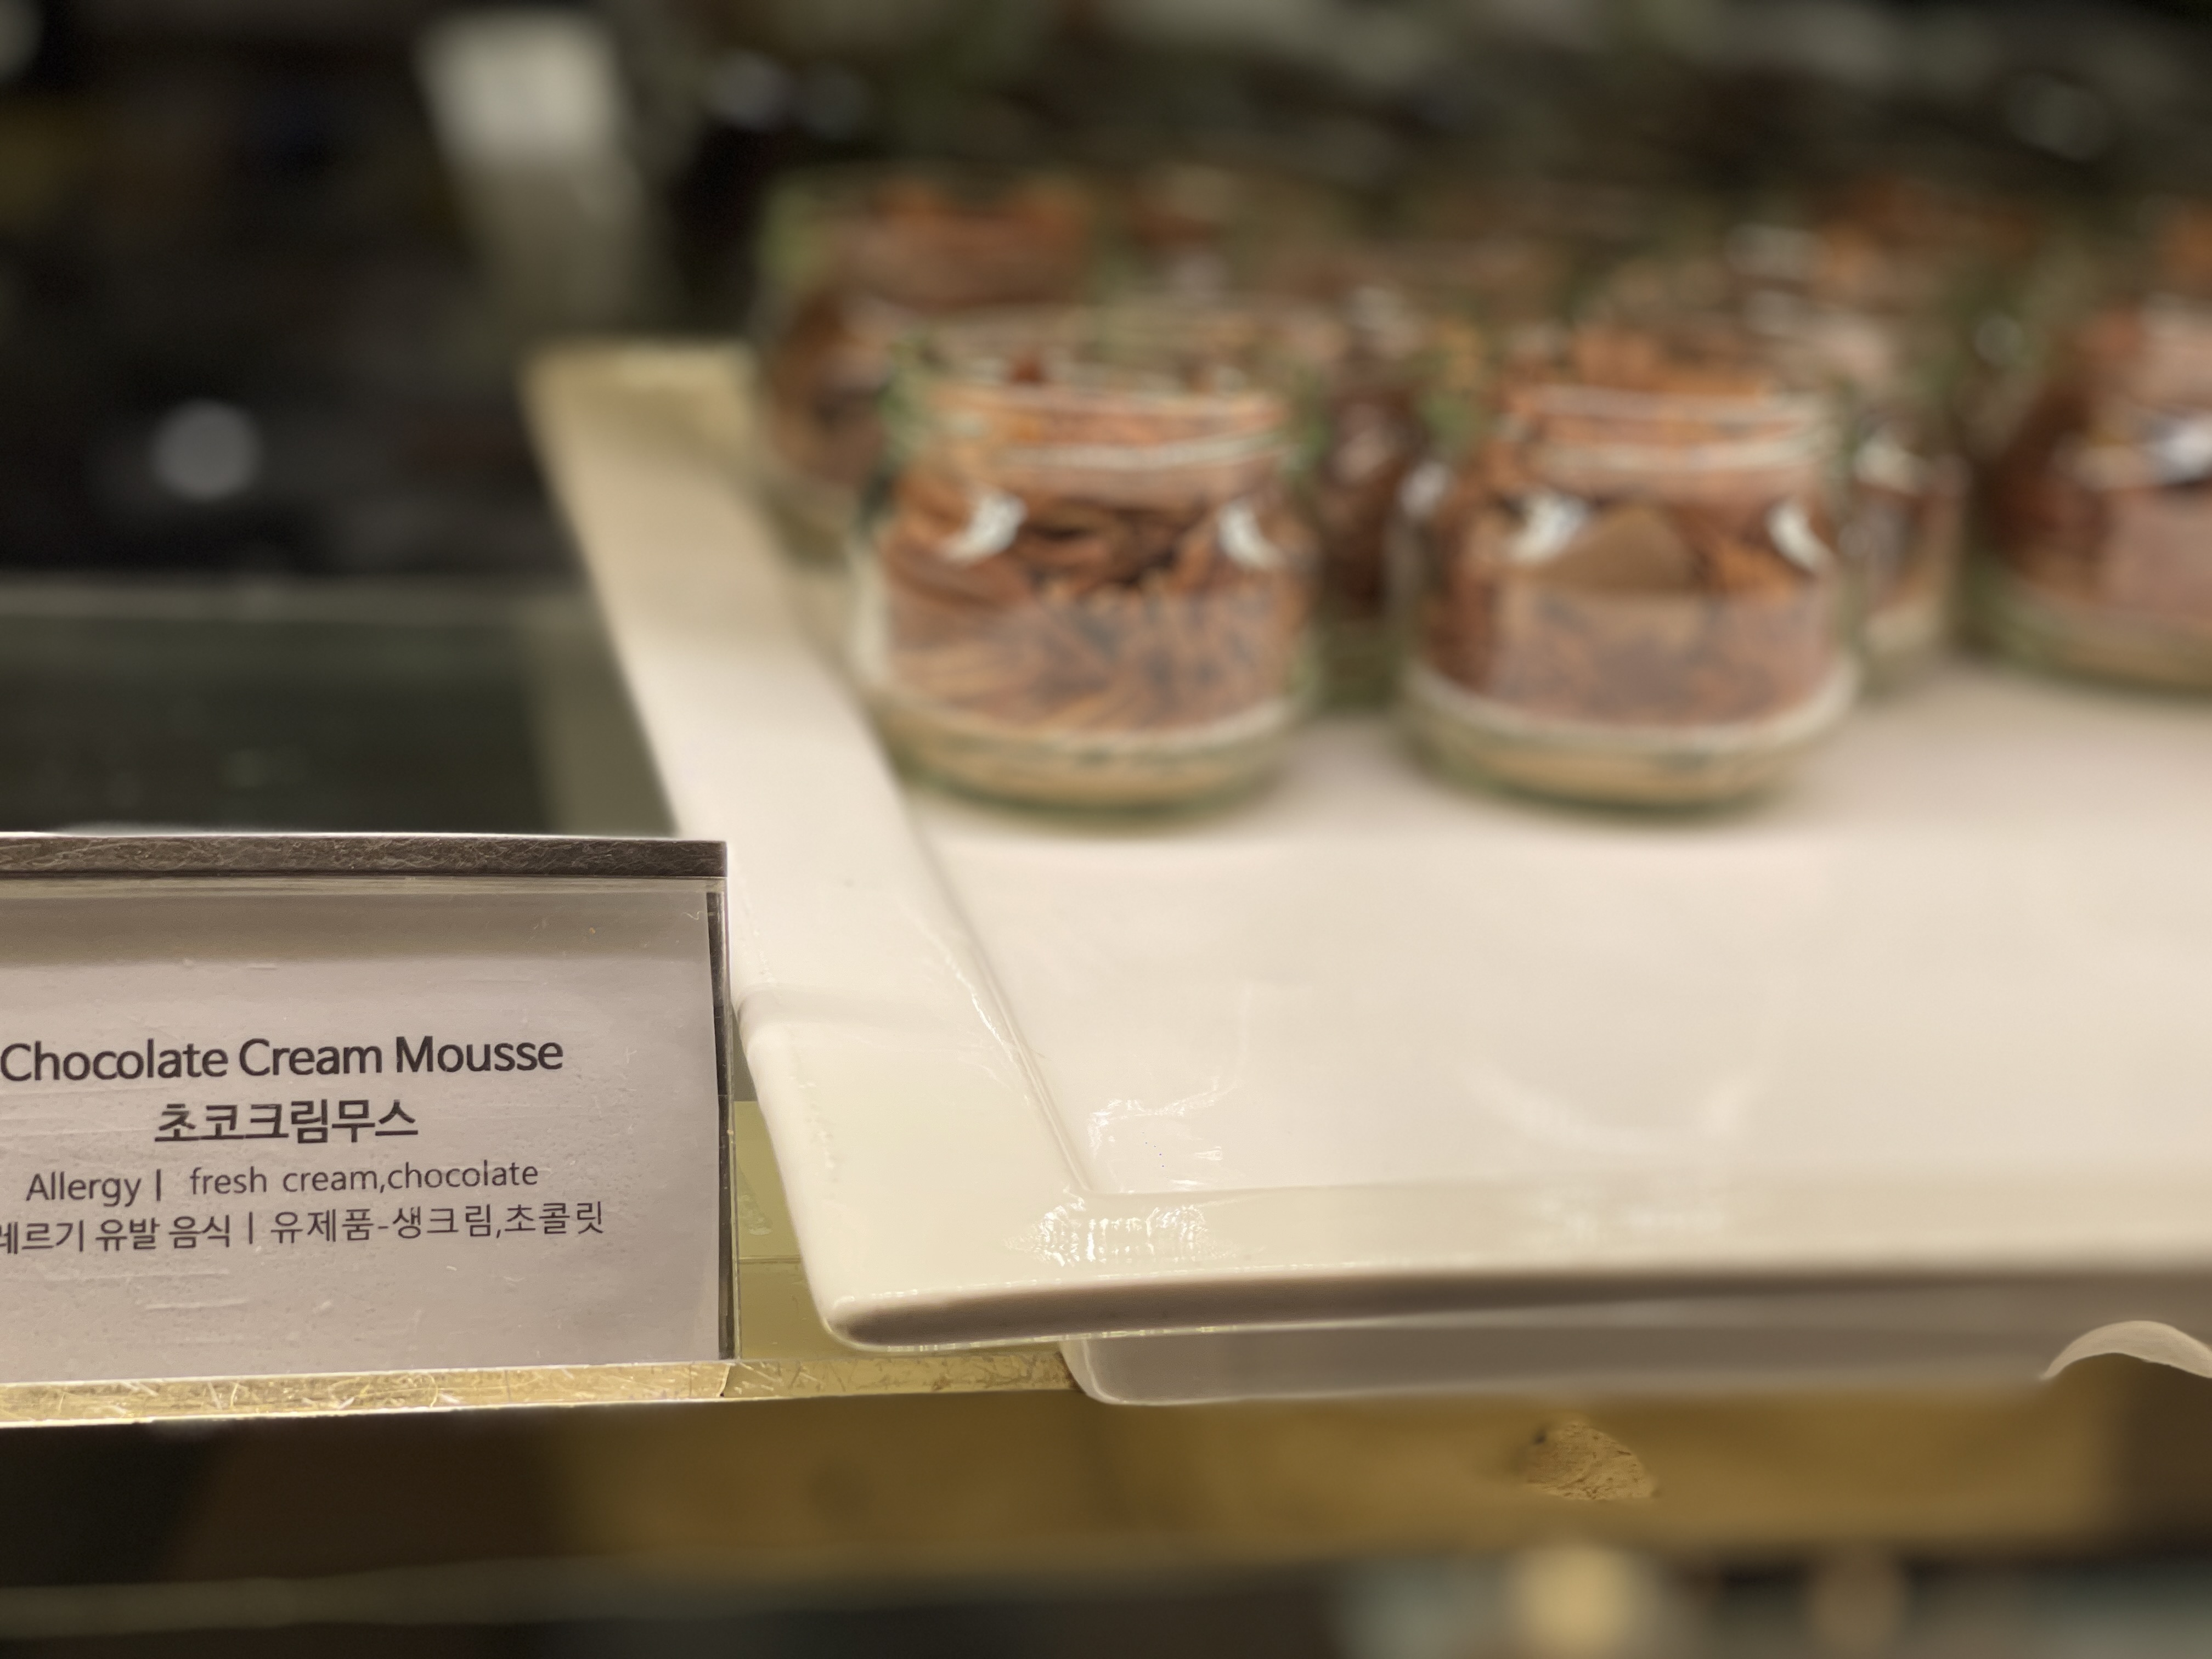 Chocolate Cream Mousse
초코크림무스
Allergy | fresh cream,chocolate
레르기 유발 음식 | 유제품-생크림,초콜릿